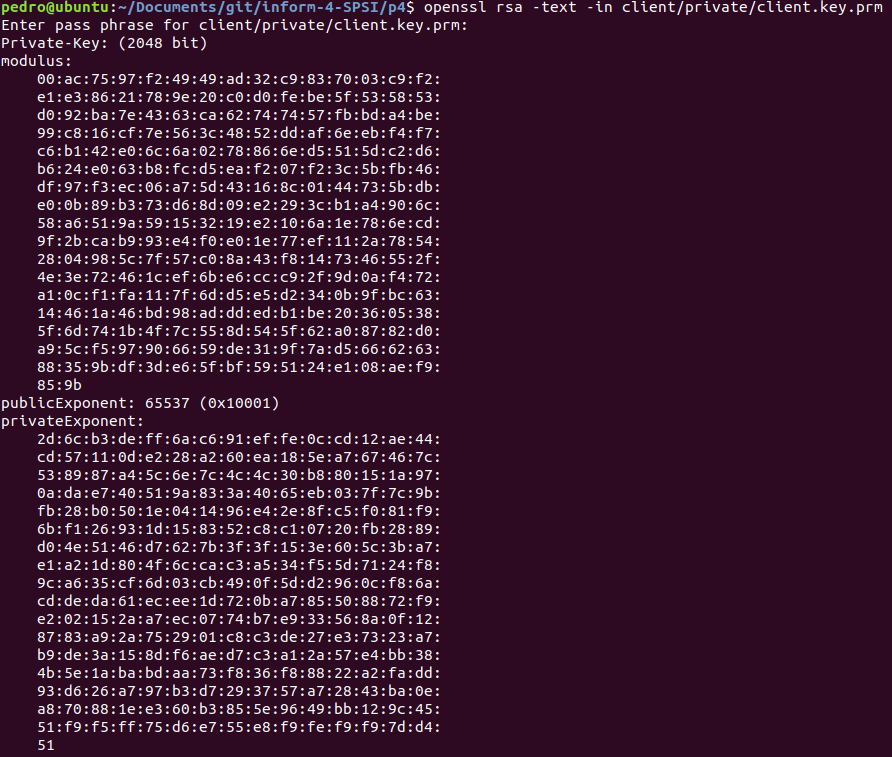 pedro@ubuntu:~/Documents/git/inform-4-SPSI/p4$ openssl rsa -text -in client/private/client.key.prm
Enter pass phrase for client/private/client.key.prm:
Private-Key: (2048 bit)
modulus:
00:ac:75:97:f2:49:49:ad:32:c9:83:70:03:c9:f2:
e1:e3:86:21:78:9e:20:c0:d0:fe:be:5f:53:58:53:
d0:92:ba:7e:43:63:ca:62:74:74:57:fb:bd:a4:be:
99:c8:16:cf:7e:56:3c:48:52:dd:af:6e:eb:f4:f7:
c6:b1:42:e0:6c:6a:02:78:86:6e:d5:51:5d:c2:d6:
b6:24:e0:63:b8:fc:d5:ea:f2:07:f2:3c:5b:fb:46:
df:97:f3:ec:06:a7:5d:43:16:8c:01:44:73:5b:db:
e0:0b:89:b3:73:d6:8d:09:e2:29:3c:b1:a4:90:6c:
58:a6:51:9a:59:15:32:19:e2:10:6a:1e:78:6e:cd:
9f:2b:ca:b9:93:e4:f0:e0:1e:77:ef:11:2a:78:54:
28:04:98:5c:7f:57:c0:8a:43:f8:14:73:46:55:2f:
4e:3e:72:46:1c:ef:6b:e6:cc:c9:2f:9d:0a:f4:72:
a1:0c:f1:fa:11:7f:6d:d5:e5:d2:34:0b:9f:bc:63:
14:46:1a:46:bd:98:ad:dd:ed:b1:be:20:36:05:38:
5f:6d:74:1b:4f:7c:55:8d:54:5f:62:a0:87:82:d0:
a9:5c:f5:97:90:66:59:de:31:9f:7a:d5:66:62:63:
88:35:9b:df:3d:e6:5f:bf:59:51:24:e1:08:ae:f9:
85:9b
publicExponent: 65537 (0x10001)
privateExponent:
2d:6c:b3:de:ff:6a:c6:91:ef:fe:0c:cd:12:ae:44:
cd:57:11:0d:e2:28:a2:60:ea:18:5e:a7:67:46:7c:
53:89:87:a4:5c:6e:7c:4c:4c:30:b8:80:15:1a:97:
0a:da:e7:40:51:9a:83:3a:40:65:eb:03:7f:7c:9b:
fb:28:b0:50:1e:04:14:96:e4:2e:8f:c5:f0:81:f9:
6b:f1:26:93:1d:15:83:52:c8:c1:07:20:fb:28:89:
d0:4e:51:46:d7:62:7b:3f:3f:15:3e:60:5c:3b:a7:
e1:a2:1d:80:4f:6c:ca:c3:a5:34:f5:5d:71:24:f8:
9c:a6:35:cf:6d:03:cb:49:0f:5d:d2:96:0c:f8:6a:
cd:de:da:61:ec:ee:1d:72:0b:a7:85:50:88:72:f9:
e2:02:15:2a:a7:ec:07:74:b7:e9:33:56:8a:0f:12:
87:83:a9:2a:75:29:01:c8:c3:de:27:e3:73:23:a7:
b9:de:3a:15:8d:f6:ae:d7:c3:a1:2a:57:e4:bb:38:
4b:5e:1a:ba:bd:aa:73:f8:36:f8:88:22:a2:fa:dd:
93:d6:26:a7:97:b3:d7:29:37:57:a7:28:43:ba:0e:
a8:70:88:1e:e3:60:b3:85:5e:96:49:bb:12:9c:45:
51:f9:f5:ff:75:d6:e7:55:e8:f9:fe:f9:f9:7d:d4:
51